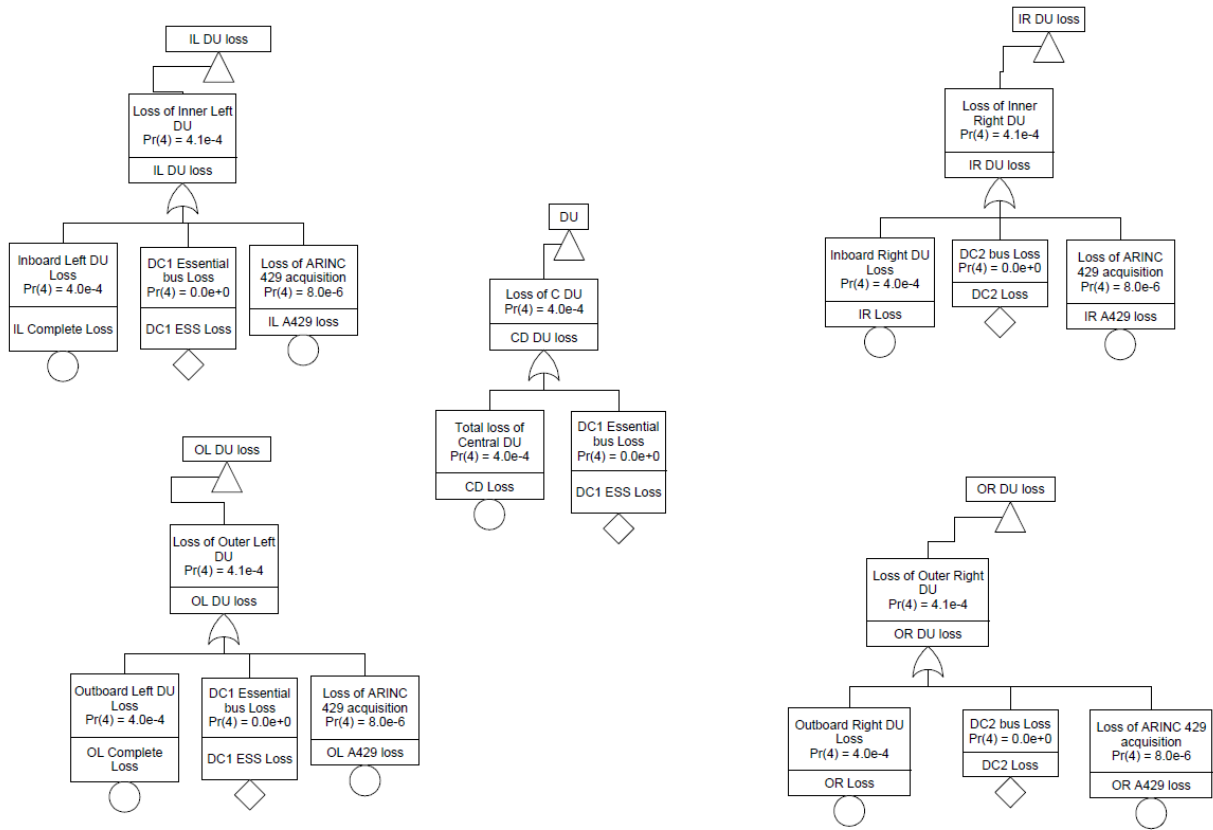 IL DU loss
Loss of Inner Left
DU
Pr(4) = 4.1e-4
IL DU loss
Inboard Left DU
Loss
Pr(4) = 4.0e-4
IL Complete Loss
DC1 Essential
bus Loss
Pr(4) = 0.0e+0
DC1 ESS Loss
Loss of ARINC
429 acquisition
Pr(4) = 8.0e-6
IL A429 loss
IR DU loss
Loss of Inner
Right DU
Pr(4) = 4.1e-4
IR DU loss
Inboard Right DU
Loss
Pr(4) = 4.0e-4
IR Loss
DC2 bus Loss
Pr(4) = 0.0e+0
DC2 Loss
Loss of ARINC
429 acquisition
Pr(4) = 8.0e-6
IR A429 loss
DU
Loss of C DU
Pr(4) = 4.0e-4
CD DU loss
Total loss of
Central DU
Pr(4) = 4.0e-4
CD Loss
DC1 Essential
bus Loss
Pr(4) = 0.0e+0
DC1 ESS Loss
OL DU loss
Loss of Outer Left
DU
Pr(4) = 4.1e-4
OL DU loss
Outboard Left DU
Loss
Pr(4) = 4.0e-4
OL Complete
Loss
DC1 Essential
bus Loss
Pr(4) = 0.0e+0
DC1 ESS Loss
Loss of ARINC
429 acquisition
Pr(4) = 8.0e-6
OL A429 loss
OR DU loss
Loss of Outer Right
DU
Pr(4) = 4.1e-4
OR DU loss
Outboard Right DU
Loss
Pr(4) = 4.0e-4
OR Loss
DC2 bus Loss
Pr(4) = 0.0e+0
DC2 Loss
Loss of ARINC 429
acquisition
Pr(4) = 8.0e-6
OR A429 loss